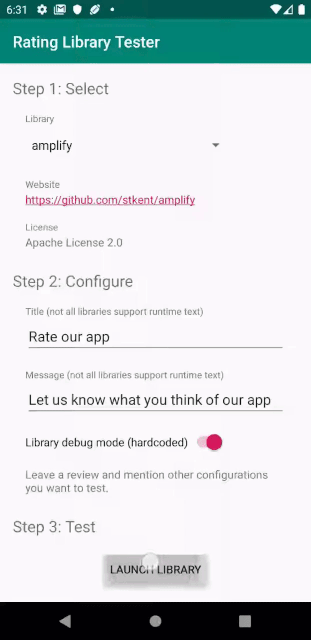 6:31
Rating Library Tester
Step 1: Select
Library
amplify
Website
https://github.com/stkent/amplify
License
Apache License 2.0
Step 2: Configure
Title (not all libraries support runtime text)
Rate our app
Message (not all libraries support runtime text)
Let us know what you think of our app
Library debug mode (hardcoded)
Leave a review and mention other configurations
you want to test.
Step 3: Test
LAUNCH LIBRARY